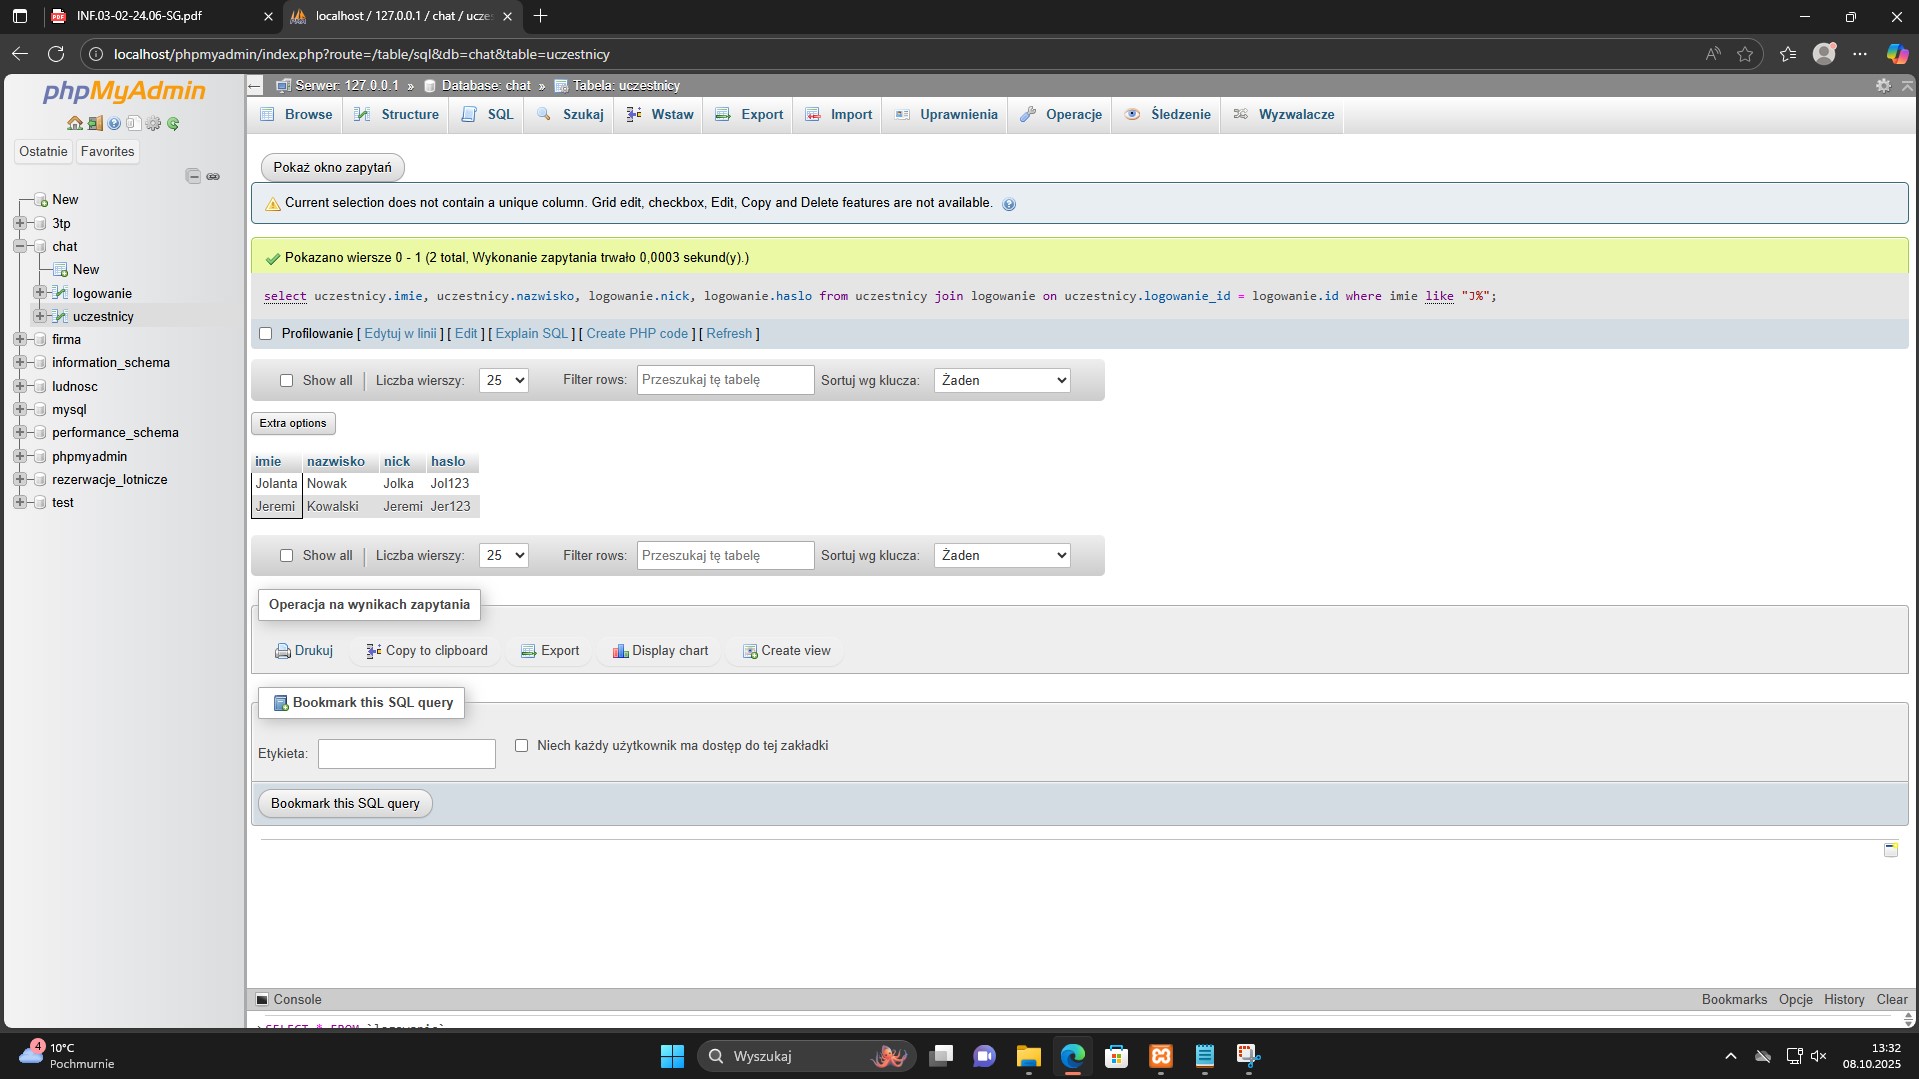 INF.03-02-24.06-SG.pdf
localhost / 127.0.0.1 / chat / ucze
localhost/phpmyadmin/index.php?route=/table/sql&db=chat&table=uczestnicy
phpMyAdmin
Ostatnie
Favorites
New
3tp
chat
New
logowanie
uczestnicy
firma
information_schema
ludnosc
mysql
performance_schema
phpmyadmin
rezerwacje_lotnicze
test
Serwer: 127.0.0.1 » Database: chat » Tabela: uczestnicy
Browse Structure SQL Szukaj Wstaw Export Import Uprawnienia Operacje Śledzenie Wyzwalacze
Pokaż okno zapytań
Current selection does not contain a unique column. Grid edit, checkbox, Edit, Copy and Delete features are not available.
Pokazano wiersze 0 - 1 (2 total, Wykonanie zapytania trwało 0,0003 sekund(y).)
select uczestnicy.imie, uczestnicy.nazwisko, logowanie.nick, logowanie.haslo from uczestnicy join logowanie on uczestnicy.logowanie_id = logowanie.id where imie like "J%";
Profilowanie [ Edytuj w linii ] [ Edit ] [ Explain SQL ] [ Create PHP code ] [ Refresh ]
Show all | Liczba wierszy: 25 Filter rows: Przeszukaj tę tabelę Sortuj wg klucza: Żaden
Extra options
imie nazwisko nick haslo
Jolanta Nowak Jolka Jol123
Jeremi Kowalski Jeremi Jer123
Show all | Liczba wierszy: 25 Filter rows: Przeszukaj tę tabelę Sortuj wg klucza: Żaden
Operacja na wynikach zapytania
Drukuj Copy to clipboard Export Display chart Create view
Bookmark this SQL query
Etykieta:
Niech każdy użytkownik ma dostęp do tej zakładki
Bookmark this SQL query
Console
Bookmarks Opcje History Clear
>SELECT * FROM `logowanie`
4
10°C
Pochmurnie
Wyszukaj
13:32
08.10.2025